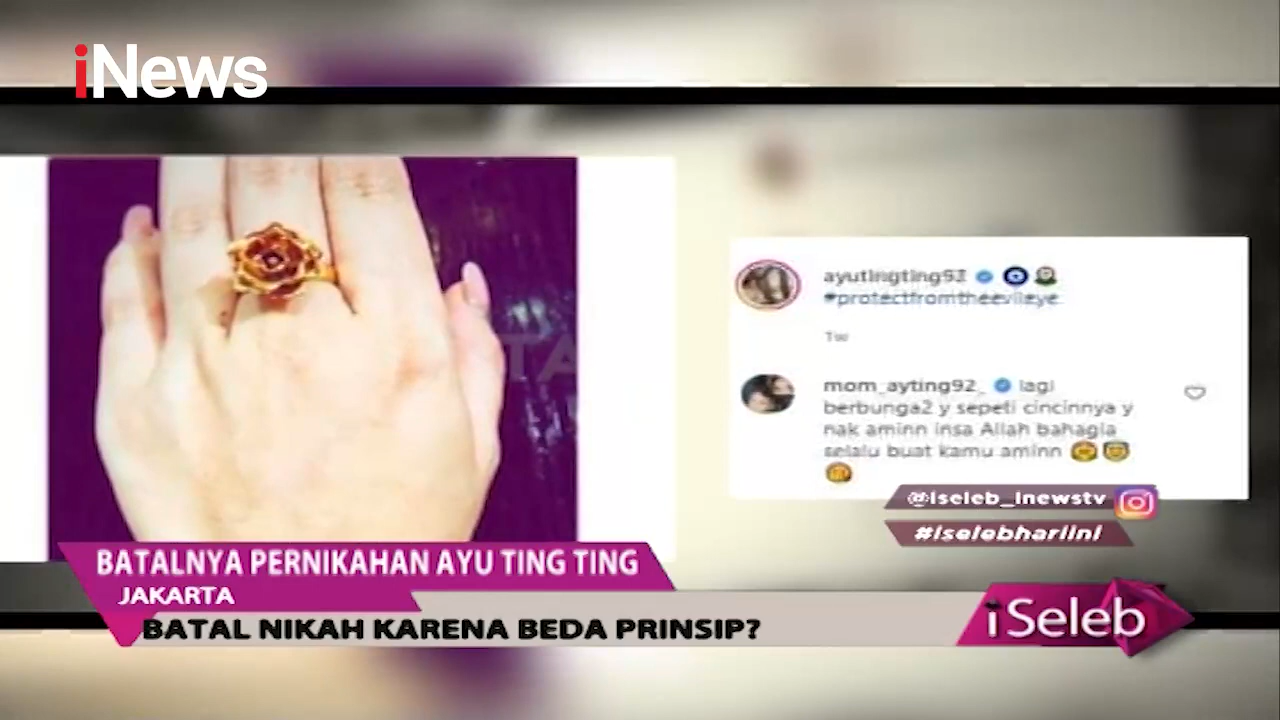 iNews
ayutingting92
#protectfromtheevileye
1w
mom_ayting92_ lagi
berbunga2 y sepeti cincinnya y
nak aminn insa Allah bahagia
selalu buat kamu aminn
@iseleb_inewstv
#iselebhariini
BATALNYA PERNIKAHAN AYU TING TING
JAKARTA
BATAL NIKAH KARENA BEDA PRINSIP?
iSeleb